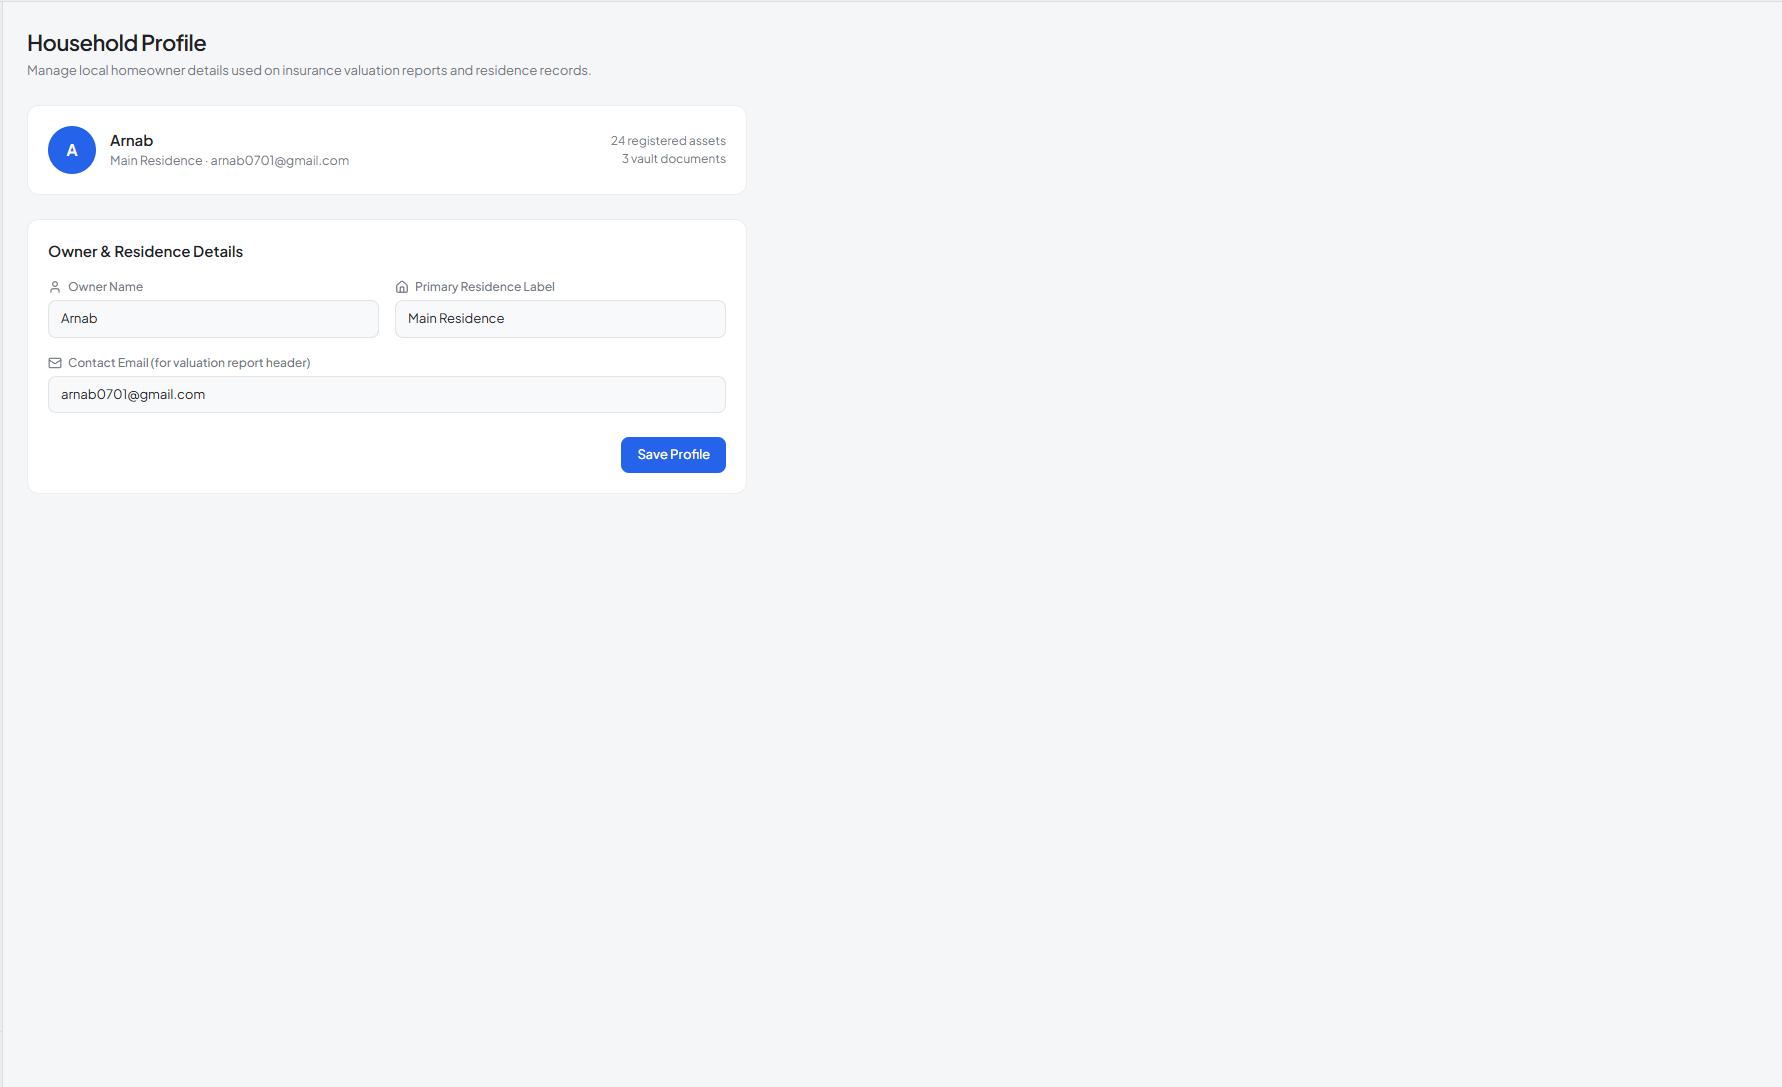 Household Profile
Manage local homeowner details used on insurance valuation reports and residence records.
A
Arnab
Main Residence · arnab0701@gmail.com
24 registered assets
3 vault documents
Owner & Residence Details
Owner Name
Primary Residence Label
Arnab
Main Residence
Contact Email (for valuation report header)
arnab0701@gmail.com
Save Profile